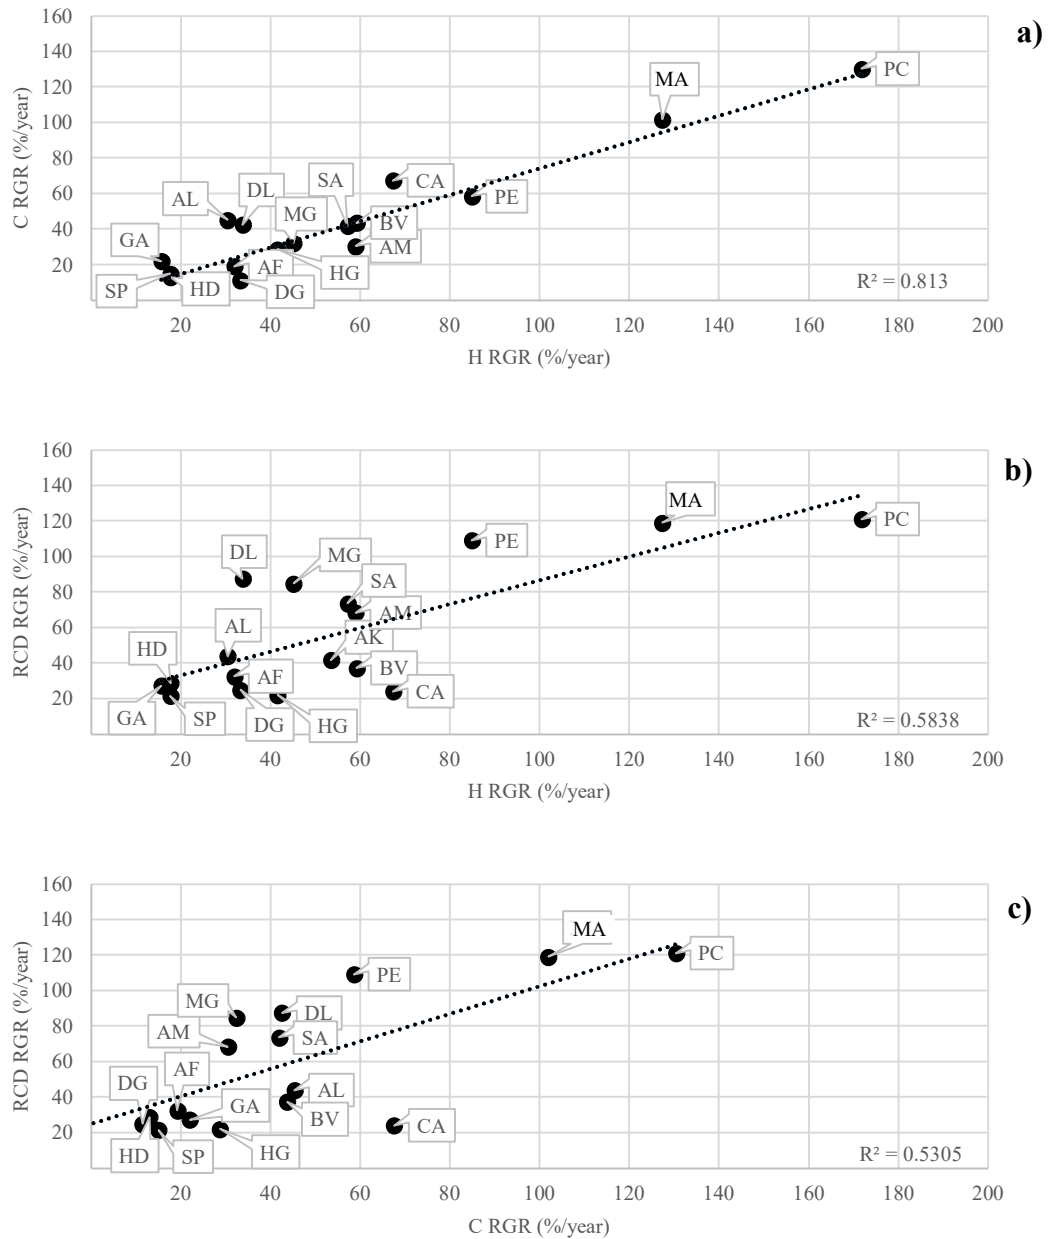 a)
C RGR (%/year)
160
140
120
100
80
60
40
20
MA
PC
SA
CA
PE
AL
DL
MG
BV
GA
AM
AF
HG
SP
HD
DG
R² = 0.813
20 40 60 80 100 120 140 160 180 200
H RGR (%/year)
b)
RCD RGR (%/year)
160
140
120
100
80
60
40
20
MA
PC
PE
DL
MG
SA
AM
AL
AK
HD
BV
AF
CA
GA
SP
DG
HG
R² = 0.5838
20 40 60 80 100 120 140 160 180 200
H RGR (%/year)
c)
RCD RGR (%/year)
160
140
120
100
80
60
40
20
MA
PC
PE
MG
DL
AM
SA
AF
DG
AL
GA
BV
CA
HD
SP
HG
R² = 0.5305
20 40 60 80 100 120 140 160 180 200
C RGR (%/year)